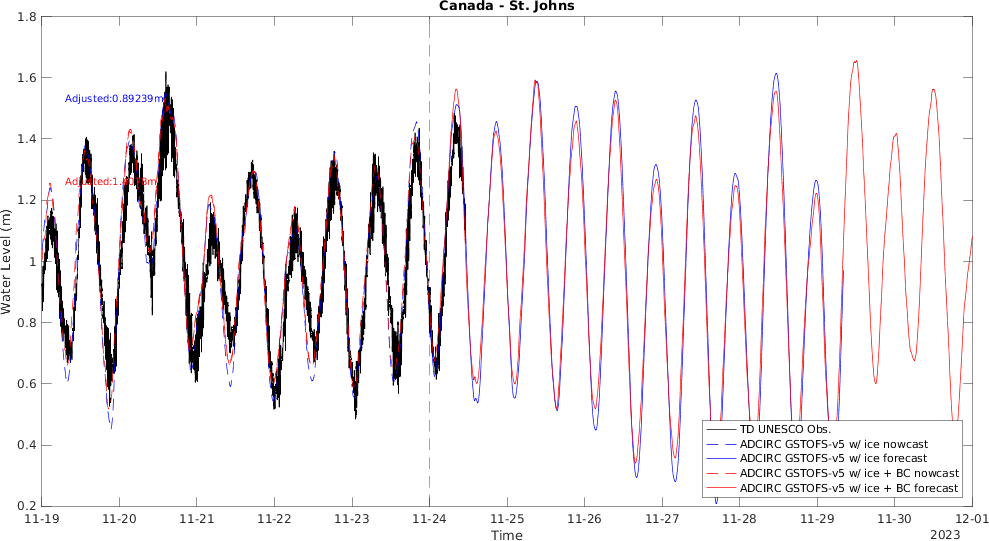 Canada - St. Johns
1.8
1.6
1.4
1.2
1
0.8
0.6
0.4
0.2
Water Level (m)
Adjusted:0.89239m
TD UNESCO Obs.
ADCIRC GSTOFS-v5 w/ ice nowcast
ADCIRC GSTOFS-v5 w/ ice forecast
ADCIRC GSTOFS-v5 w/ ice + BC nowcast
ADCIRC GSTOFS-v5 w/ ice + BC forecast
11-19 11-20 11-21 11-22 11-23 11-24 11-25 11-26 11-27 11-28 11-29 11-30 12-01
Time
2023